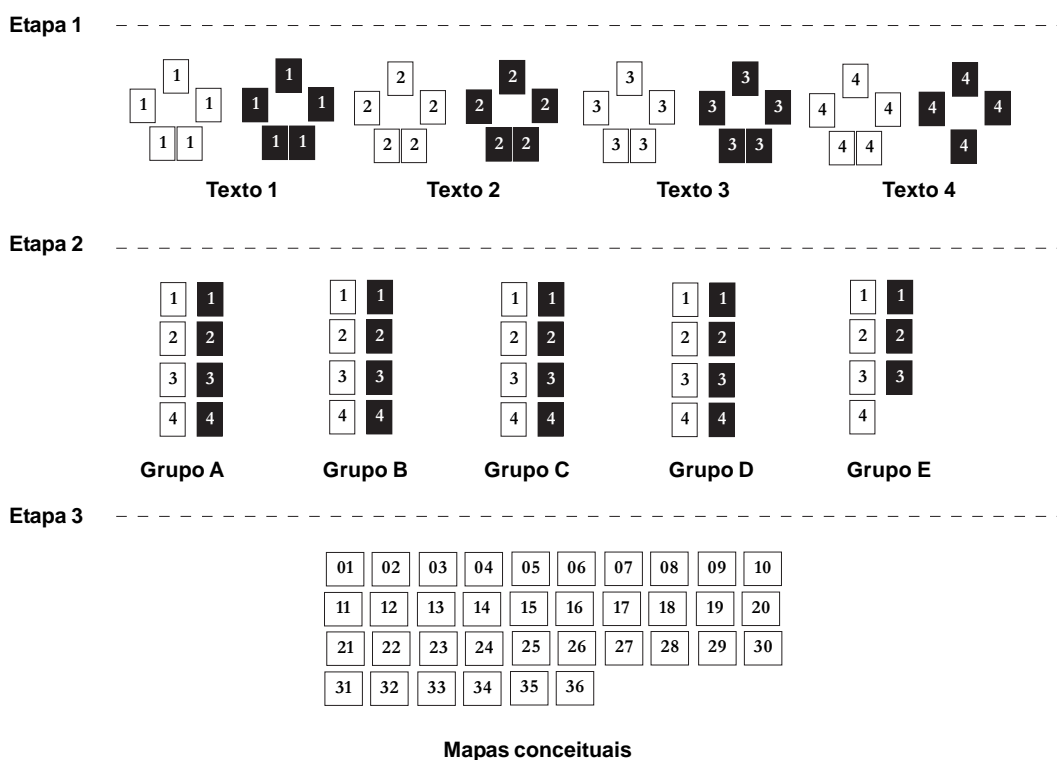 Etapa 1
1 1 2 2 3 3 4 4
1 1 1 1 2 2 2 2 3 3 3 3 4 4 4 4
1 1 1 1 2 2 2 2 3 3 3 3 4 4 4
Texto 1 Texto 2 Texto 3 Texto 4
Etapa 2
1 1 1 1 1 1 1 1 1 1
2 2 2 2 2 2 2 2 2 2
3 3 3 3 3 3 3 3 3 3
4 4 4 4 4 4 4 4 4
Grupo A Grupo B Grupo C Grupo D Grupo E
Etapa 3
01 02 03 04 05 06 07 08 09 10
11 12 13 14 15 16 17 18 19 20
21 22 23 24 25 26 27 28 29 30
31 32 33 34 35 36
Mapas conceituais